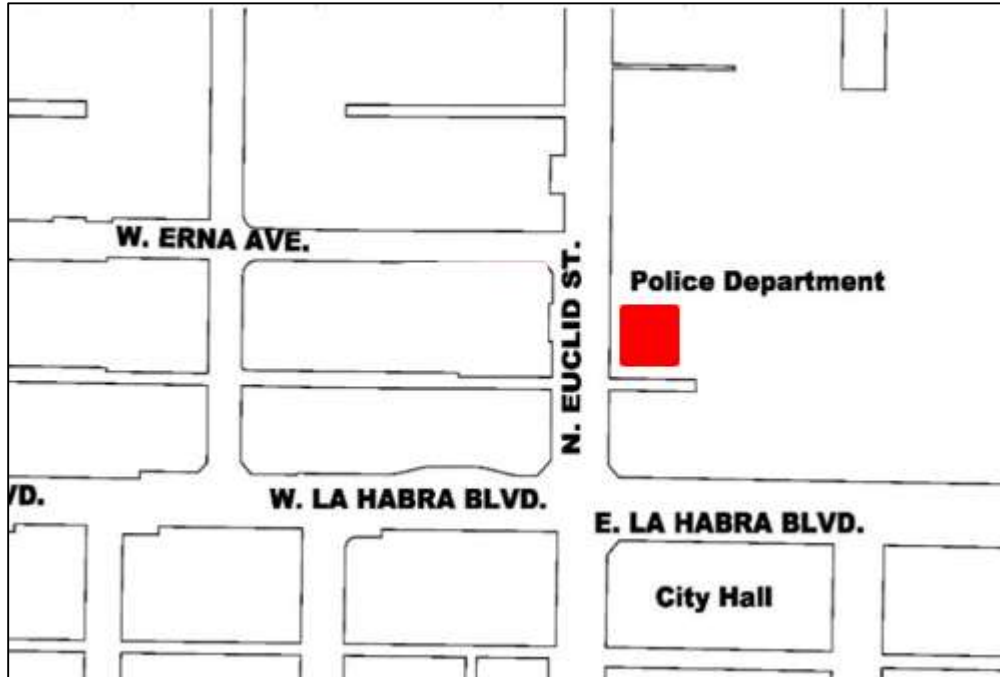 W. ERNA AVE.
N. EUCLID ST.
Police Department
VD.
W. LA HABRA BLVD.
E. LA HABRA BLVD.
City Hall